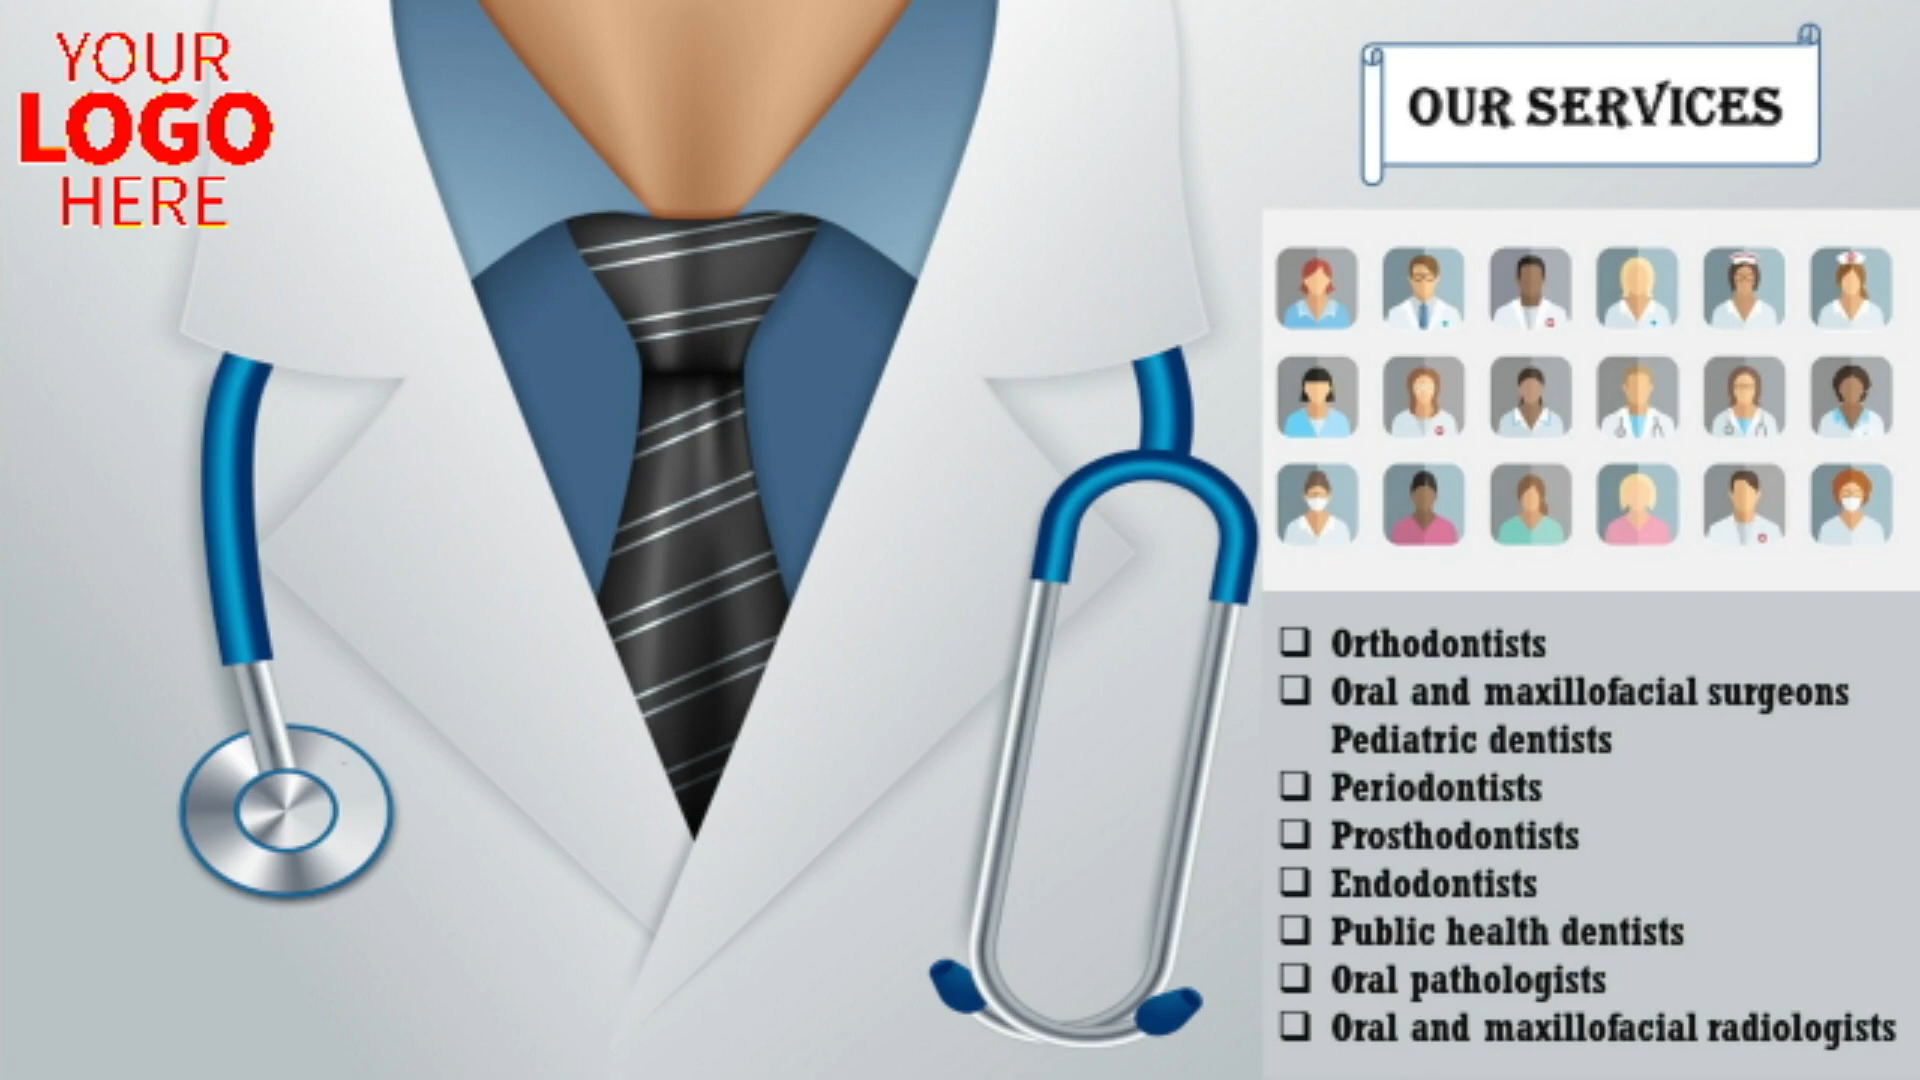 YOUR
LOGO
HERE
OUR SERVICES
❑ Orthodontists
❑ Oral and maxillofacial surgeons
Pediatric dentists
❑ Periodontists
❑ Prosthodontists
❑ Endodontists
❑ Public health dentists
❑ Oral pathologists
❑ Oral and maxillofacial radiologists